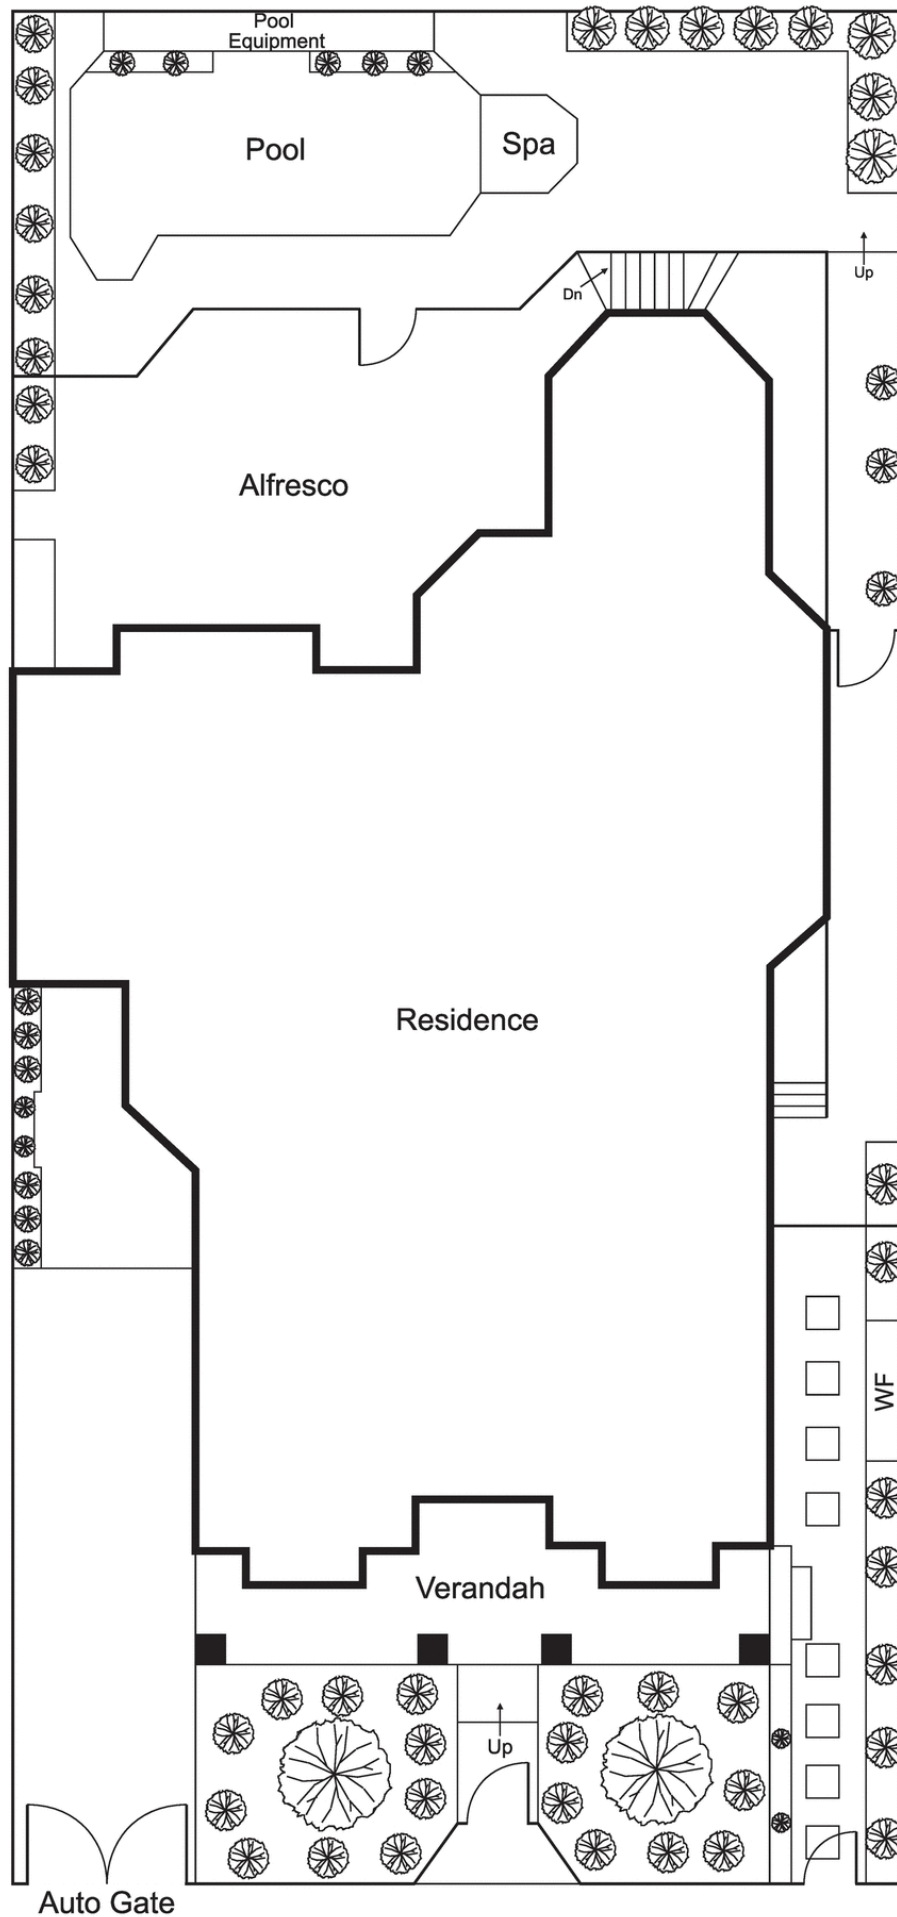 Pool
Equipment
Pool
Spa
Up
Dn
Alfresco
Residence
WF
Verandah
Up
Auto Gate